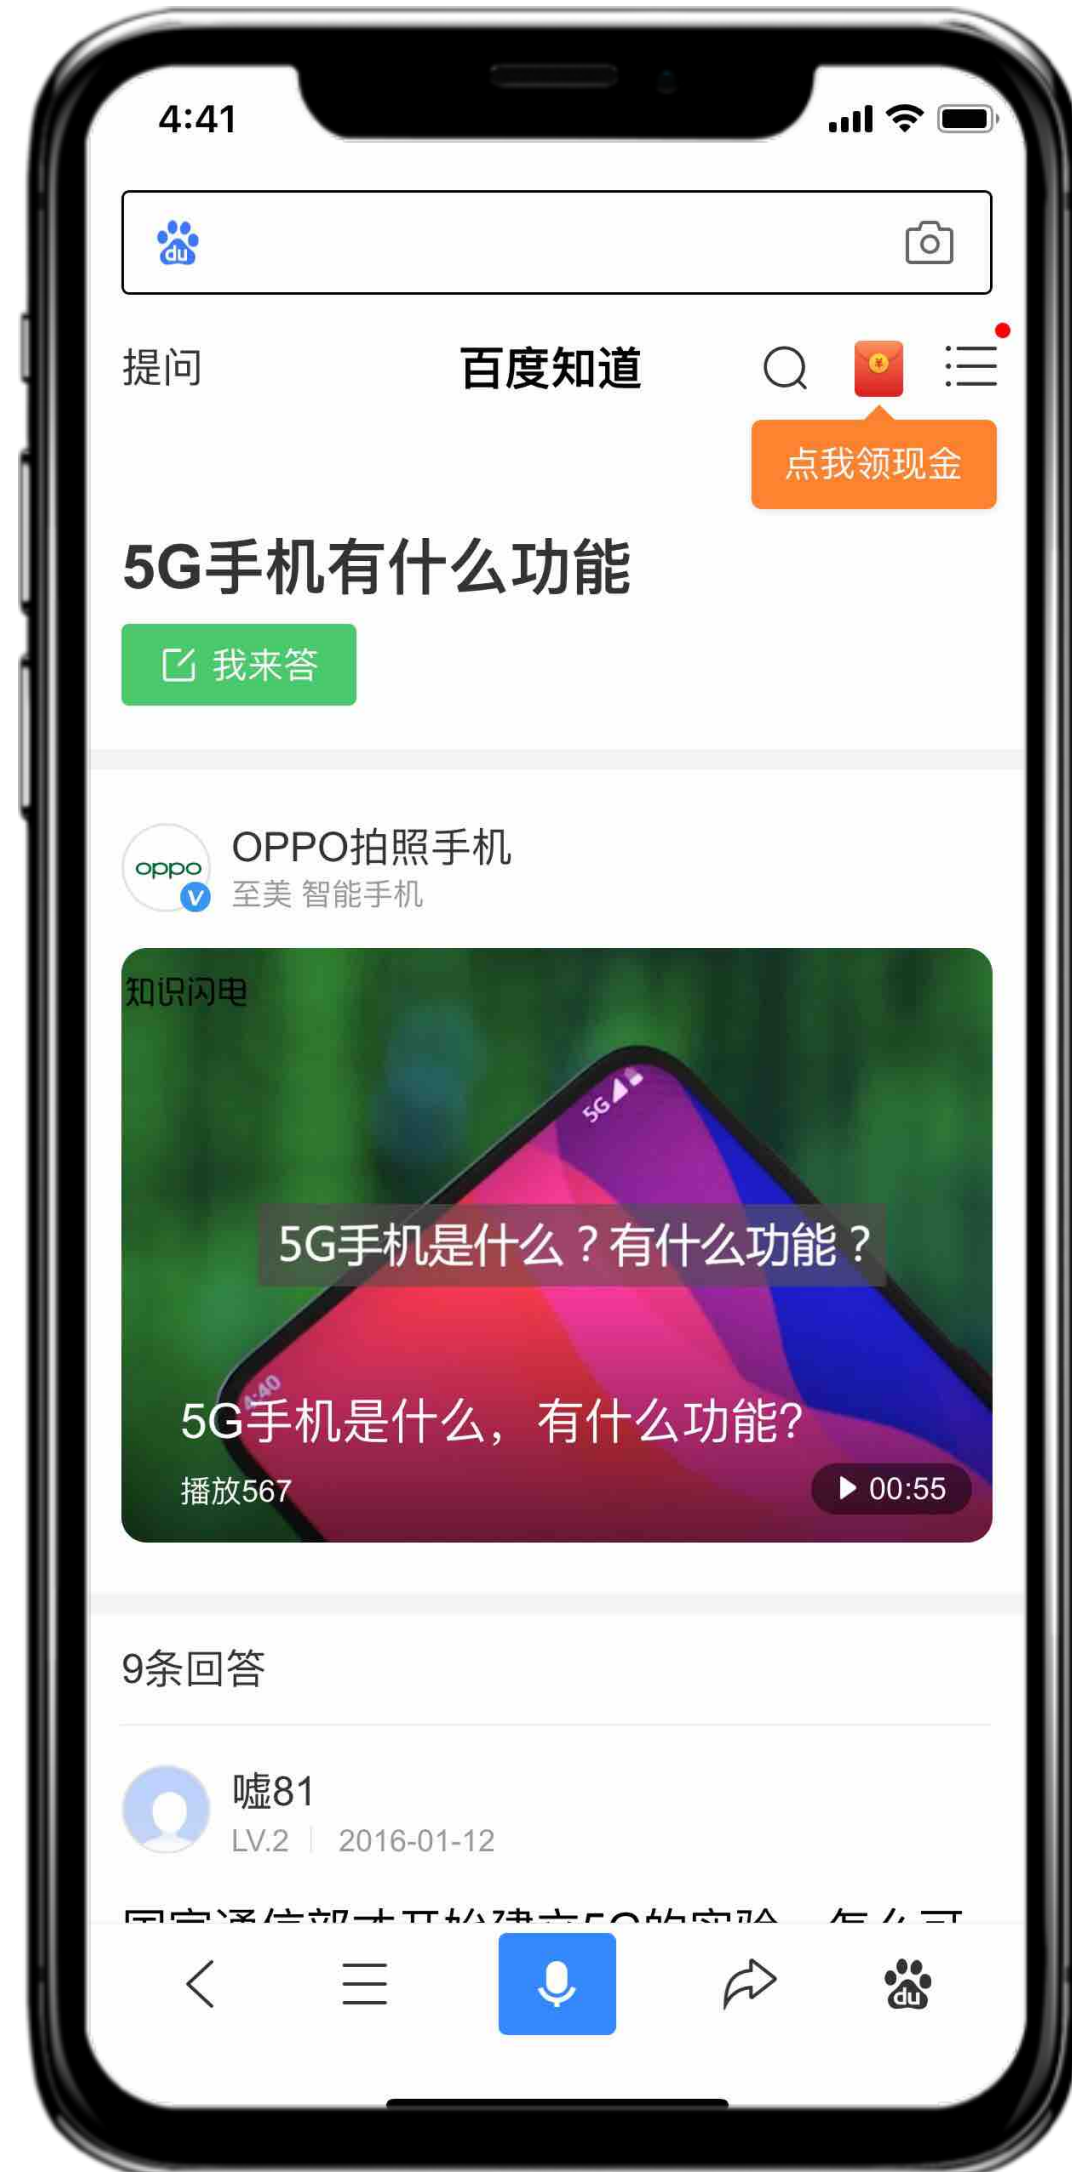 4:41
du
提问
百度知道
点我领现金
5G手机有什么功能
我来答
oppo
V
OPPO拍照手机
至美 智能手机
知识闪电
5G
5G手机是什么？有什么功能？
4:40
5G手机是什么，有什么功能?
播放567
00:55
9条回答
嘘81
LV.2 2016-01-12
du